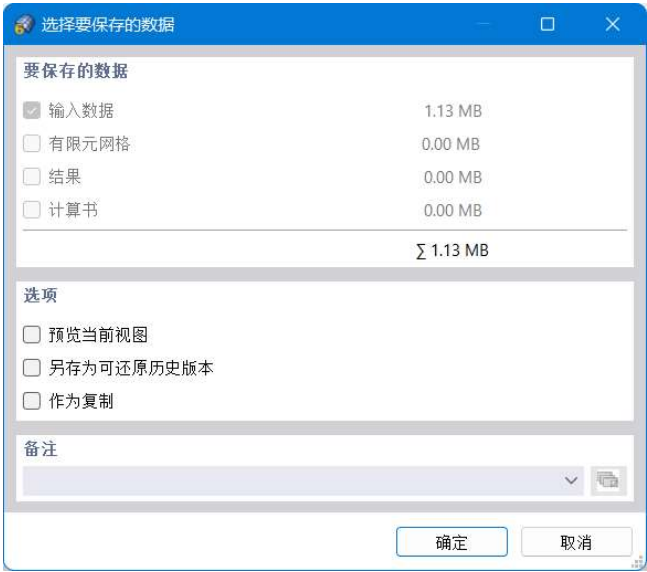 选择要保存的数据
要保存的数据
输入数据 1.13 MB
有限元网格 0.00 MB
结果 0.00 MB
计算书 0.00 MB
∑ 1.13 MB
选项
预览当前视图
另存为可还原历史版本
作为复制
备注
确定 取消